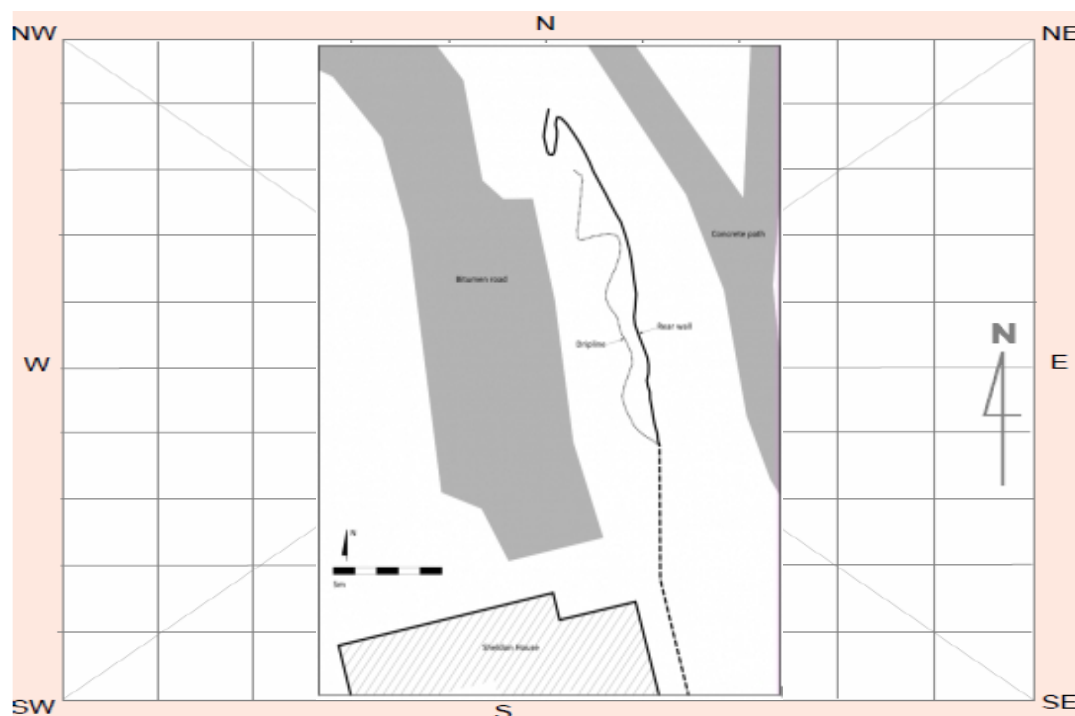 N
NW
NE
Concrete path
Bitumen road
Rear wall
N
Dripline
W
E
N
5m
Sheldon House
SW
S
SE